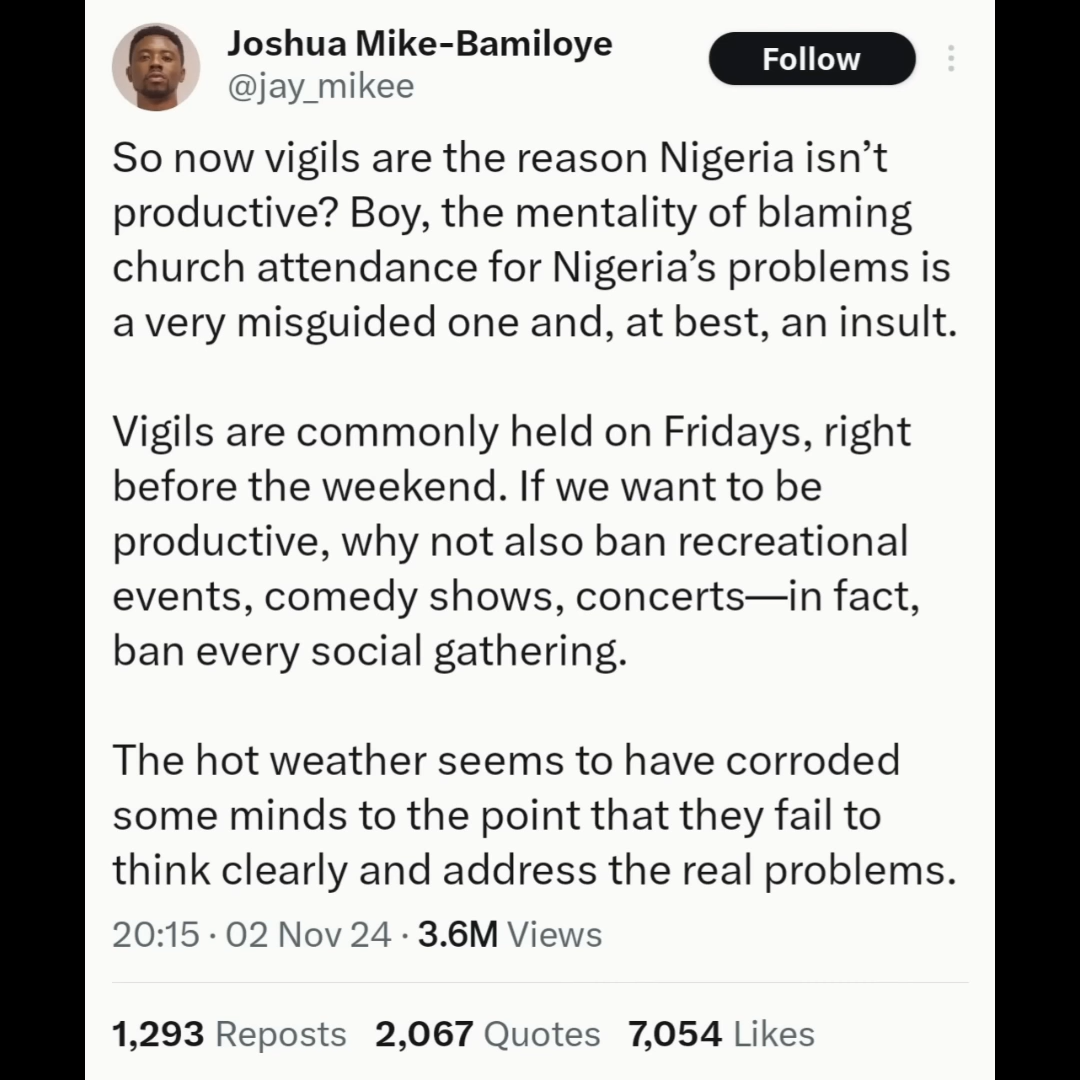 Joshua Mike-Bamiloye
@jay_mikee
Follow
So now vigils are the reason Nigeria isn’t
productive? Boy, the mentality of blaming
church attendance for Nigeria’s problems is
a very misguided one and, at best, an insult.
Vigils are commonly held on Fridays, right
before the weekend. If we want to be
productive, why not also ban recreational
events, comedy shows, concerts—in fact,
ban every social gathering.
The hot weather seems to have corroded
some minds to the point that they fail to
think clearly and address the real problems.
20:15 · 02 Nov 24 · 3.6M Views
1,293 Reposts 2,067 Quotes 7,054 Likes